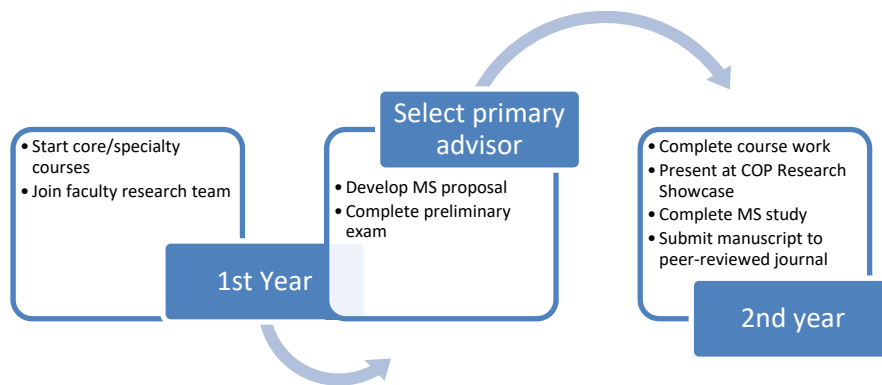 • Start core/specialty
courses
• Join faculty research team
1st Year
Select primary
advisor
• Develop MS proposal
• Complete preliminary
exam
• Complete course work
• Present at COP Research
Showcase
• Complete MS study
• Submit manuscript to
peer-reviewed journal
2nd year